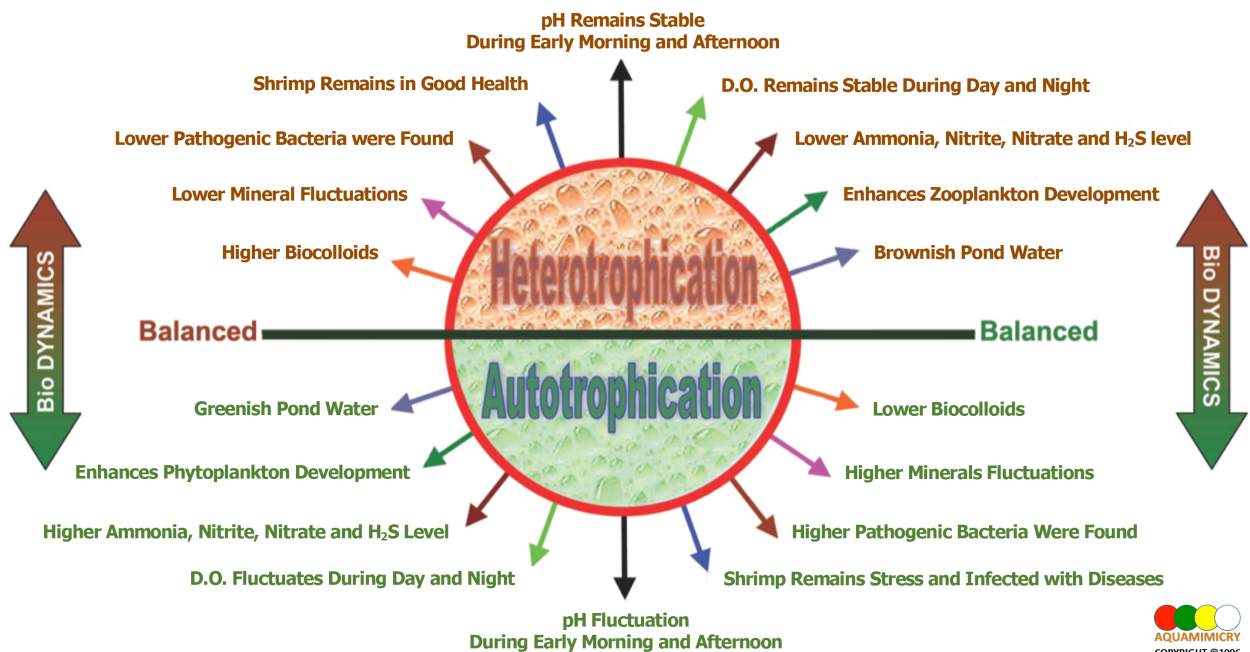 pH Remains Stable
During Early Morning and Afternoon
Shrimp Remains in Good Health
D.O. Remains Stable During Day and Night
Lower Pathogenic Bacteria were Found
Lower Ammonia, Nitrite, Nitrate and H₂S level
Lower Mineral Fluctuations
Enhances Zooplankton Development
Higher Biocolloids
Brownish Pond Water
Bio DYNAMICS
Heterotrophication
Bio DYNAMICS
Balanced
Balanced
Autotrophication
Greenish Pond Water
Lower Biocolloids
Enhances Phytoplankton Development
Higher Minerals Fluctuations
Higher Ammonia, Nitrite, Nitrate and H₂S Level
Higher Pathogenic Bacteria Were Found
D.O. Fluctuates During Day and Night
Shrimp Remains Stress and Infected with Diseases
pH Fluctuation
During Early Morning and Afternoon
AQUAMIMICRY
COPYRIGHT ©1996